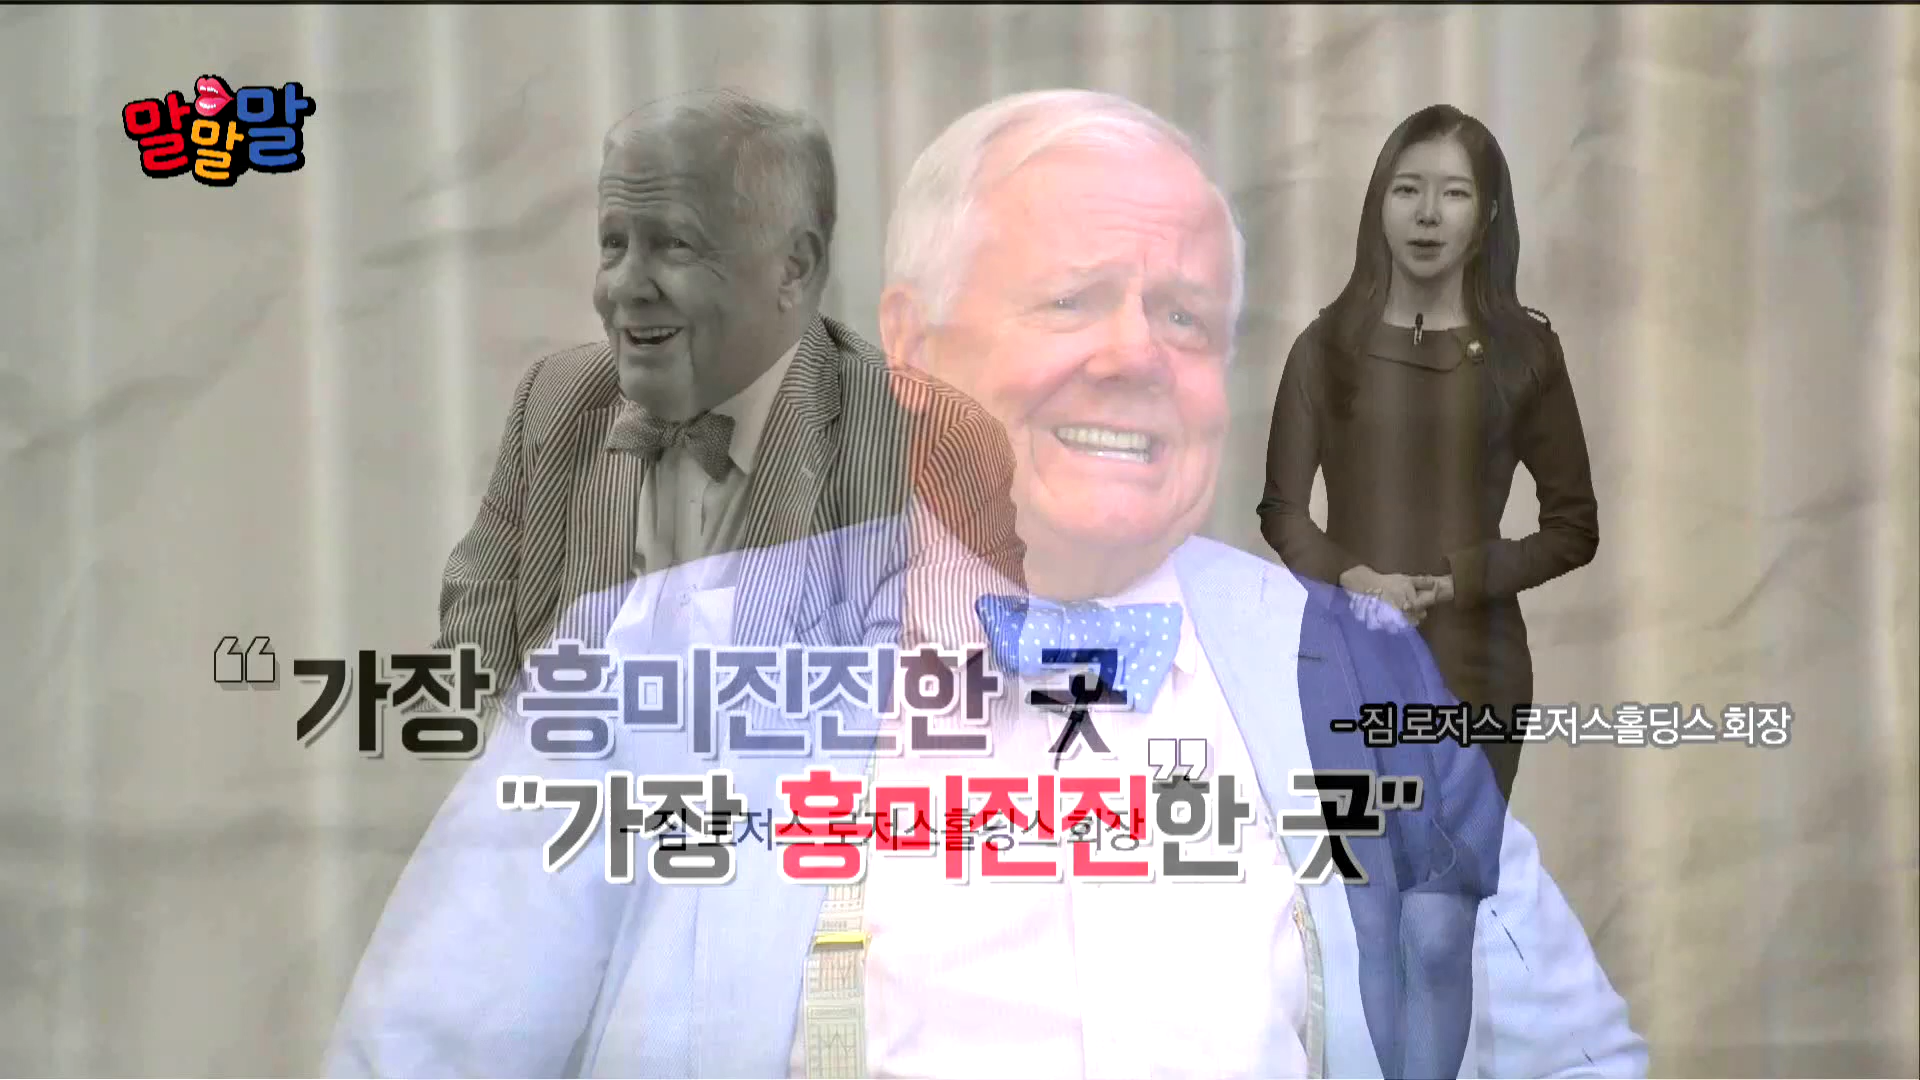 말말말
“가장 흥미진진한 곳”
- 짐 로저스 로저스홀딩스 회장
"가장 흥미진진한 곳"
- 짐 로저스 로저스홀딩스 회장